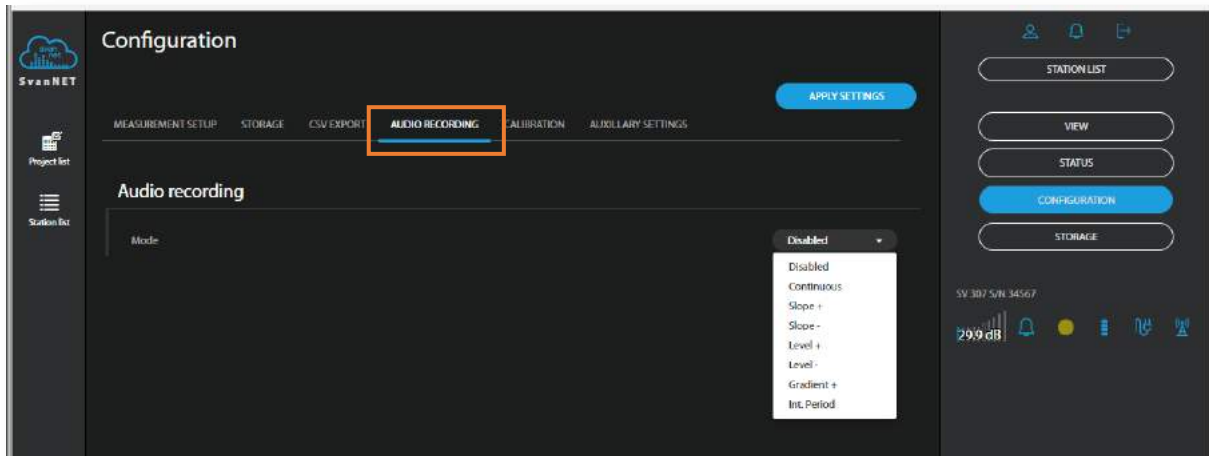 svan
net
SvanNET
Project list
Station list
Configuration
APPLY SETTINGS
MEASUREMENT SETUP STORAGE CSV EXPORT AUDIO RECORDING CALIBRATION AUXILLARY SETTINGS
Audio recording
Mode
Disabled
Disabled
Continuous
Slope +
Slope -
Level +
Level -
Gradient +
Int. Period
STATION LIST
VIEW
STATUS
CONFIGURATION
STORAGE
SV 307 S/N 34567
29.9 dB